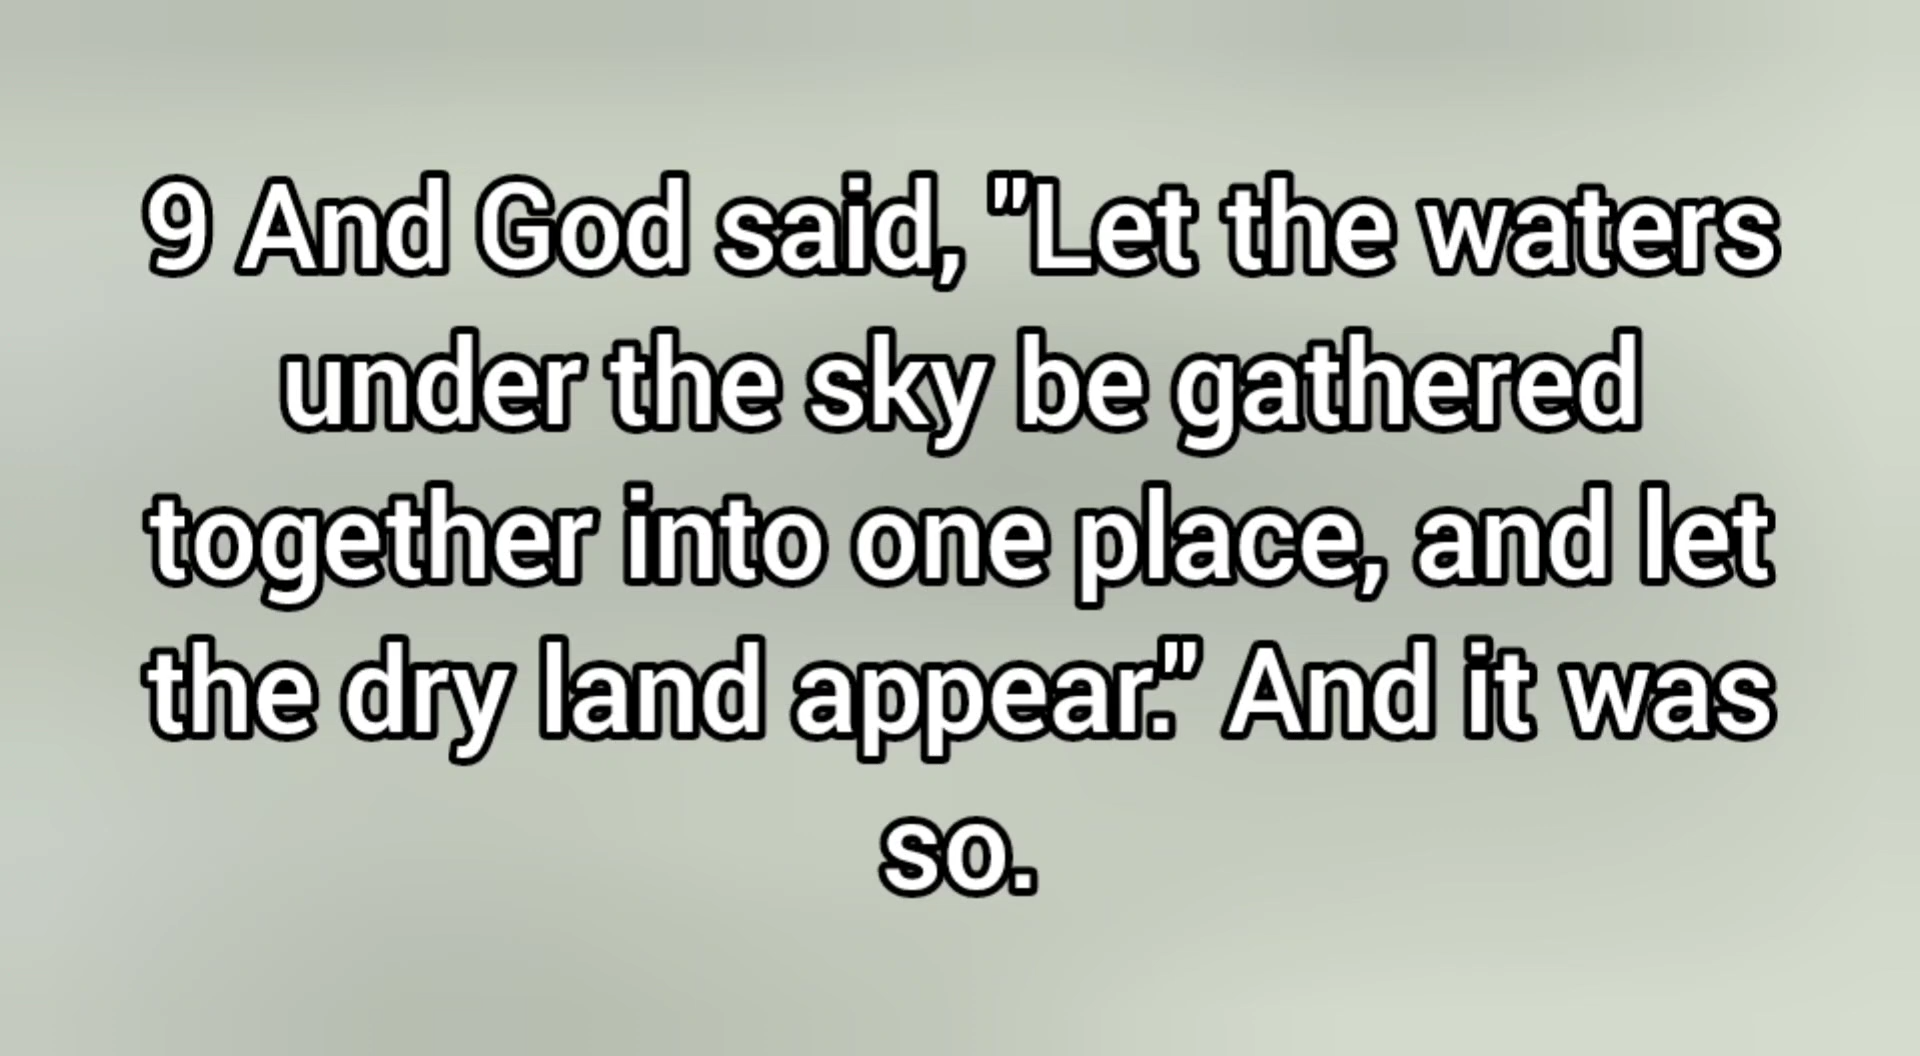 9 And God said, "Let the waters
under the sky be gathered
together into one place, and let
the dry land appear." And it was
so.